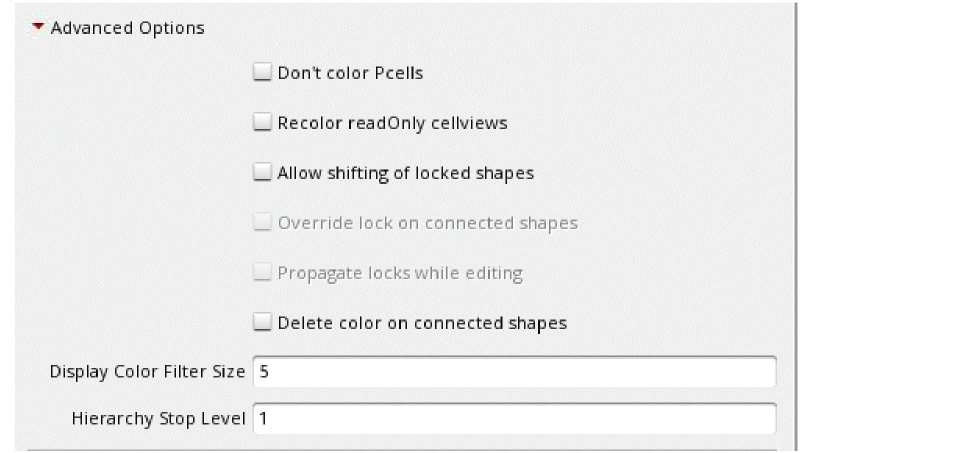 Advanced Options
Don't color Pcells
Recolor readOnly cellviews
Allow shifting of locked shapes
Override lock on connected shapes
Propagate locks while editing
Delete color on connected shapes
Display Color Filter Size 5
Hierarchy Stop Level 1